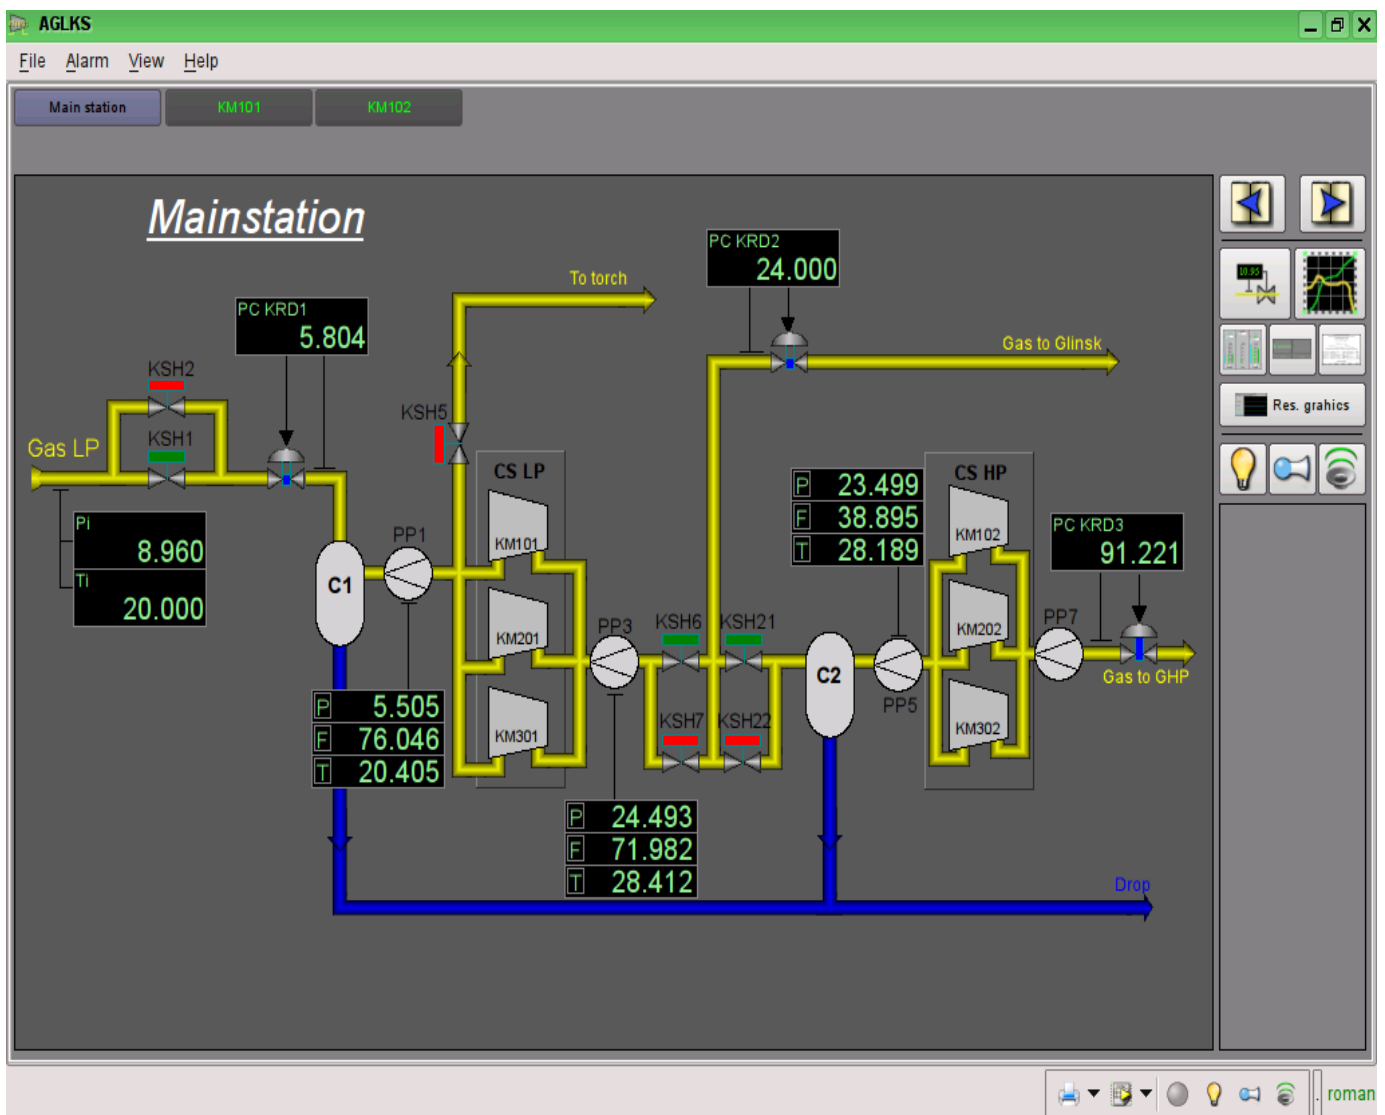 AGLKS
File Alarm View Help
Main station KM101 KM102
Mainstation
PC KRD2
24.000
To torch
PC KRD1
5.804
Gas to Glinsk
KSH2
KSH5
Res. grahics
KSH1
Gas LP
CS LP
CS HP
P 23.499
F 38.895
T 28.189
Pi
8.960
Ti
20.000
PC KRD3
91.221
PP1
KM101
KM102
C1
KM201
KM202
PP3
KSH6
KSH21
PP7
C2
Gas to GHP
PP5
P 5.505
F 76.046
T 20.405
KM301
KSH7
KSH22
KM302
P 24.493
F 71.982
T 28.412
Drop
roman